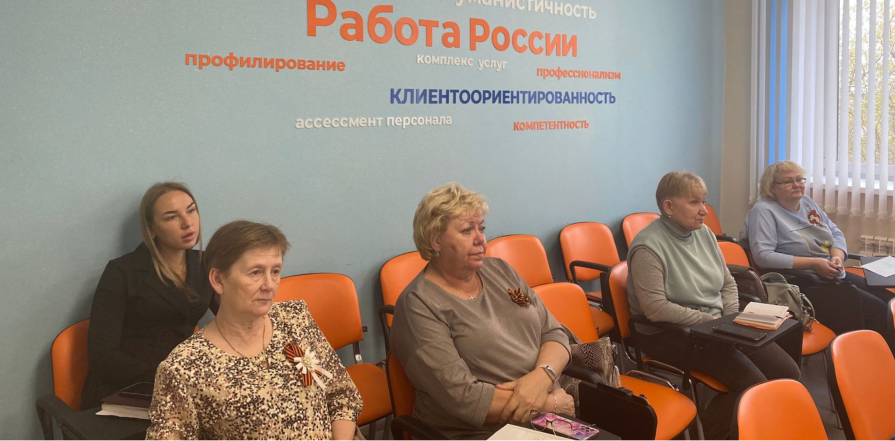 Работа России
профилирование
комплекс услуг
профессионализм
КЛИЕНТООРИЕНТИРОВАННОСТЬ
ассессмент персонала
компетентность